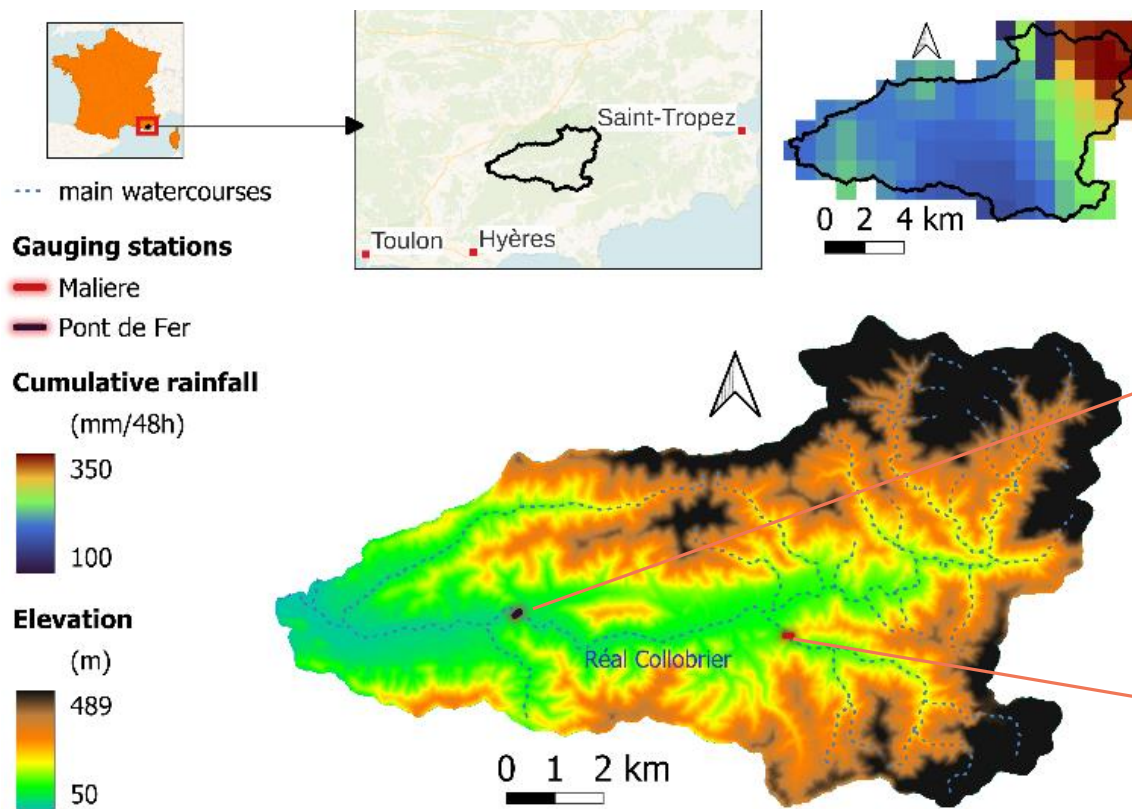 Saint-Tropez
Toulon
Hyères
0 2 4 km
main watercourses
Gauging stations
Maliere
Pont de Fer
Cumulative rainfall
(mm/48h)
350
100
Elevation
(m)
489
50
Réal Collobrier
0 1 2 km